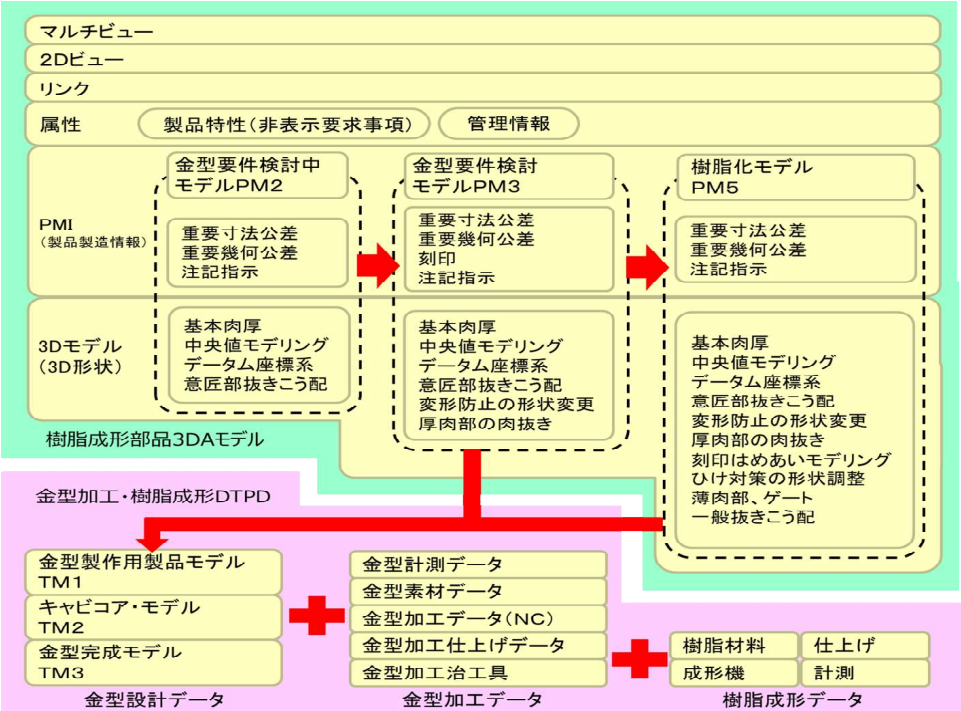 マルチビュー
2Dビュー
リンク
属性
製品特性(非表示要求事項)
管理情報
PMI
(製品製造情報)
金型要件検討中
モデルPM2
重要寸法公差
重要幾何公差
注記指示
金型要件検討
モデルPM3
重要寸法公差
重要幾何公差
刻印
注記指示
樹脂化モデル
PM5
重要寸法公差
重要幾何公差
注記指示
3Dモデル
(3D形状)
基本肉厚
中央値モデリング
データム座標系
意匠部抜きこう配
基本肉厚
中央値モデリング
データム座標系
意匠部抜きこう配
変形防止の形状変更
厚肉部の肉抜き
基本肉厚
中央値モデリング
データム座標系
意匠部抜きこう配
変形防止の形状変更
厚肉部の肉抜き
刻印はめあいモデリング
ひけ対策の形状調整
薄肉部、ゲート
一般抜きこう配
樹脂成形部品3DAモデル
金型加工・樹脂成形DTPD
金型製作用製品モデル
TM1
キャビコア・モデル
TM2
金型完成モデル
TM3
金型設計データ
金型計測データ
金型素材データ
金型加工データ(NC)
金型加工仕上げデータ
金型加工治工具
金型加工データ
樹脂材料
仕上げ
成形機
計測
樹脂成形データ